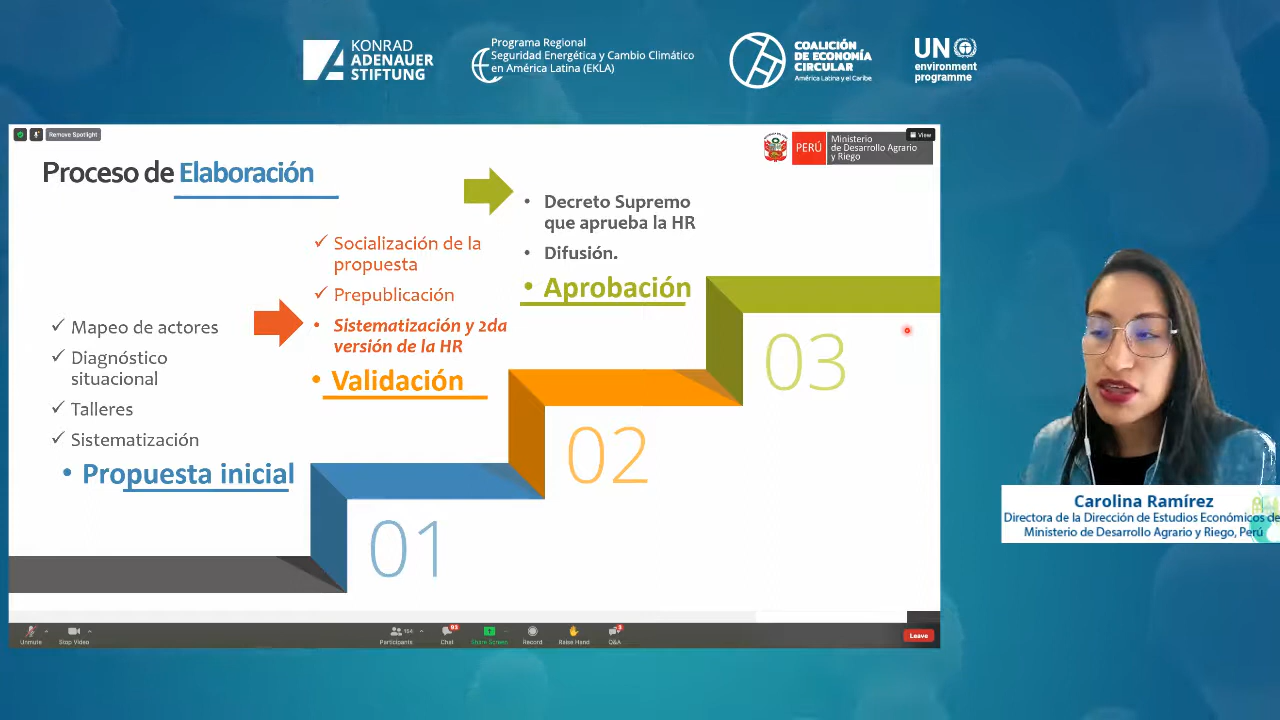 KONRAD
ADENAUER
STIFTUNG
Programa Regional
Seguridad Energética y Cambio Climático
en América Latina (EKLA)
COALICIÓN
DE ECONOMÍA
CIRCULAR
América Latina y el Caribe
UN
environment
programme
Remove Spotlight
View
PERÚ
Ministerio
de Desarrollo Agrario
y Riego
Proceso de Elaboración
• Decreto Supremo
que aprueba la HR
• Difusión.
• Aprobación
✓ Socialización de la
propuesta
✓ Prepublicación
• Sistematización y 2da
versión de la HR
• Validación
✓ Mapeo de actores
✓ Diagnóstico
situacional
✓ Talleres
✓ Sistematización
• Propuesta inicial
03
02
01
Carolina Ramírez
Directora de la Dirección de Estudios Económicos de
Ministerio de Desarrollo Agrario y Riego, Perú
Unmute
Stop Video
Participants
Chat
Share Screen
Record
Raise Hand
Q&A
Leave